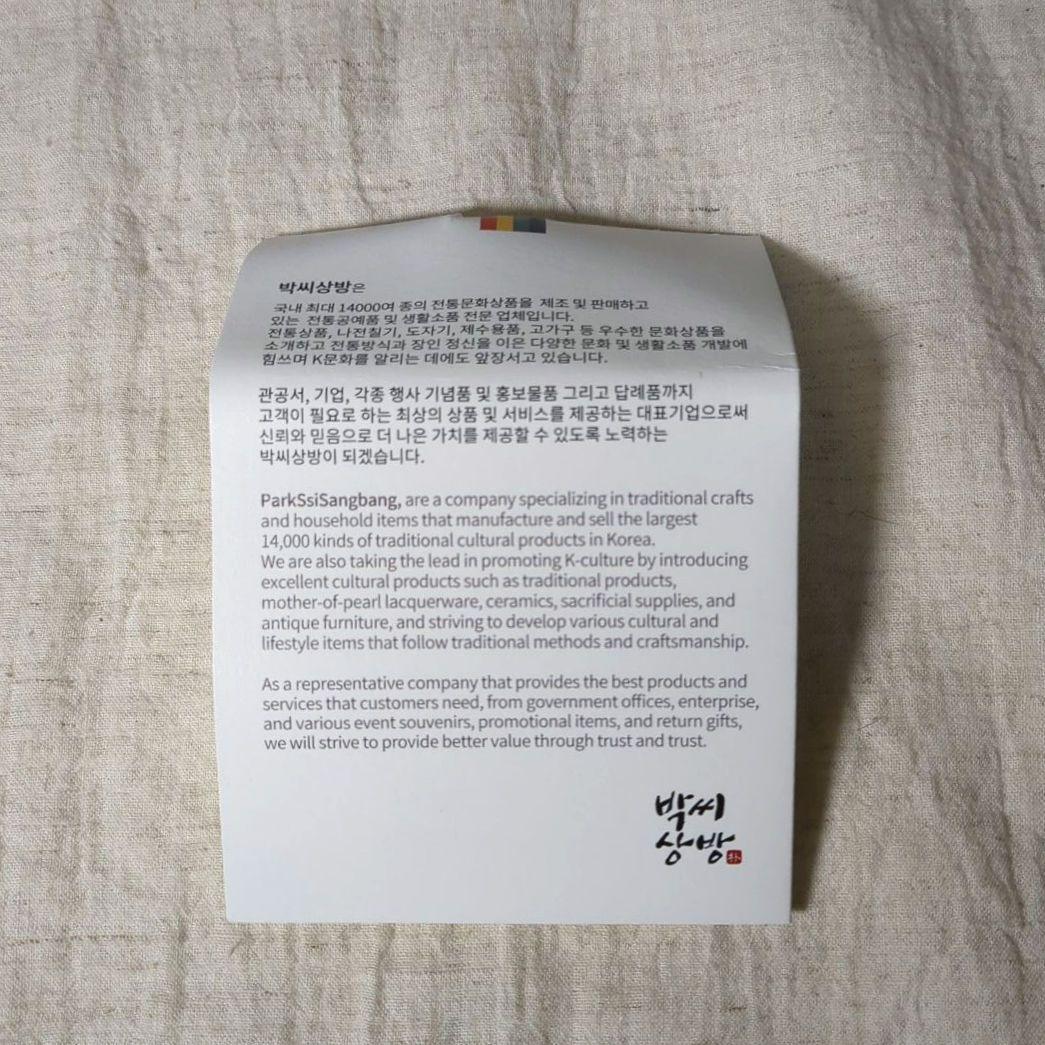 박씨상방은
국내 최대 14000여 종의 전통문화상품을 제조 및 판매하고
있는 전통공예품 및 생활소품 전문 업체입니다.
전통상품, 나전칠기, 도자기, 제수용품, 고가구 등 우수한 문화상품을
소개하고 전통방식과 장인 정신을 이은 다양한 문화 및 생활소품 개발에
힘쓰며 K문화를 알리는 데에도 앞장서고 있습니다.
관공서, 기업, 각종 행사 기념품 및 홍보물품 그리고 답례품까지
고객이 필요로 하는 최상의 상품 및 서비스를 제공하는 대표기업으로써
신뢰와 믿음으로 더 나은 가치를 제공할 수 있도록 노력하는
박씨상방이 되겠습니다.
ParkSsiSangbang, are a company specializing in traditional crafts
and household items that manufacture and sell the largest
14,000 kinds of traditional cultural products in Korea.
We are also taking the lead in promoting K-culture by introducing
excellent cultural products such as traditional products,
mother-of-pearl lacquerware, ceramics, sacrificial supplies, and
antique furniture, and striving to develop various cultural and
lifestyle items that follow traditional methods and craftsmanship.
As a representative company that provides the best products and
services that customers need, from government offices, enterprise,
and various event souvenirs, promotional items, and return gifts,
we will strive to provide better value through trust and trust.
박씨
상방
朴